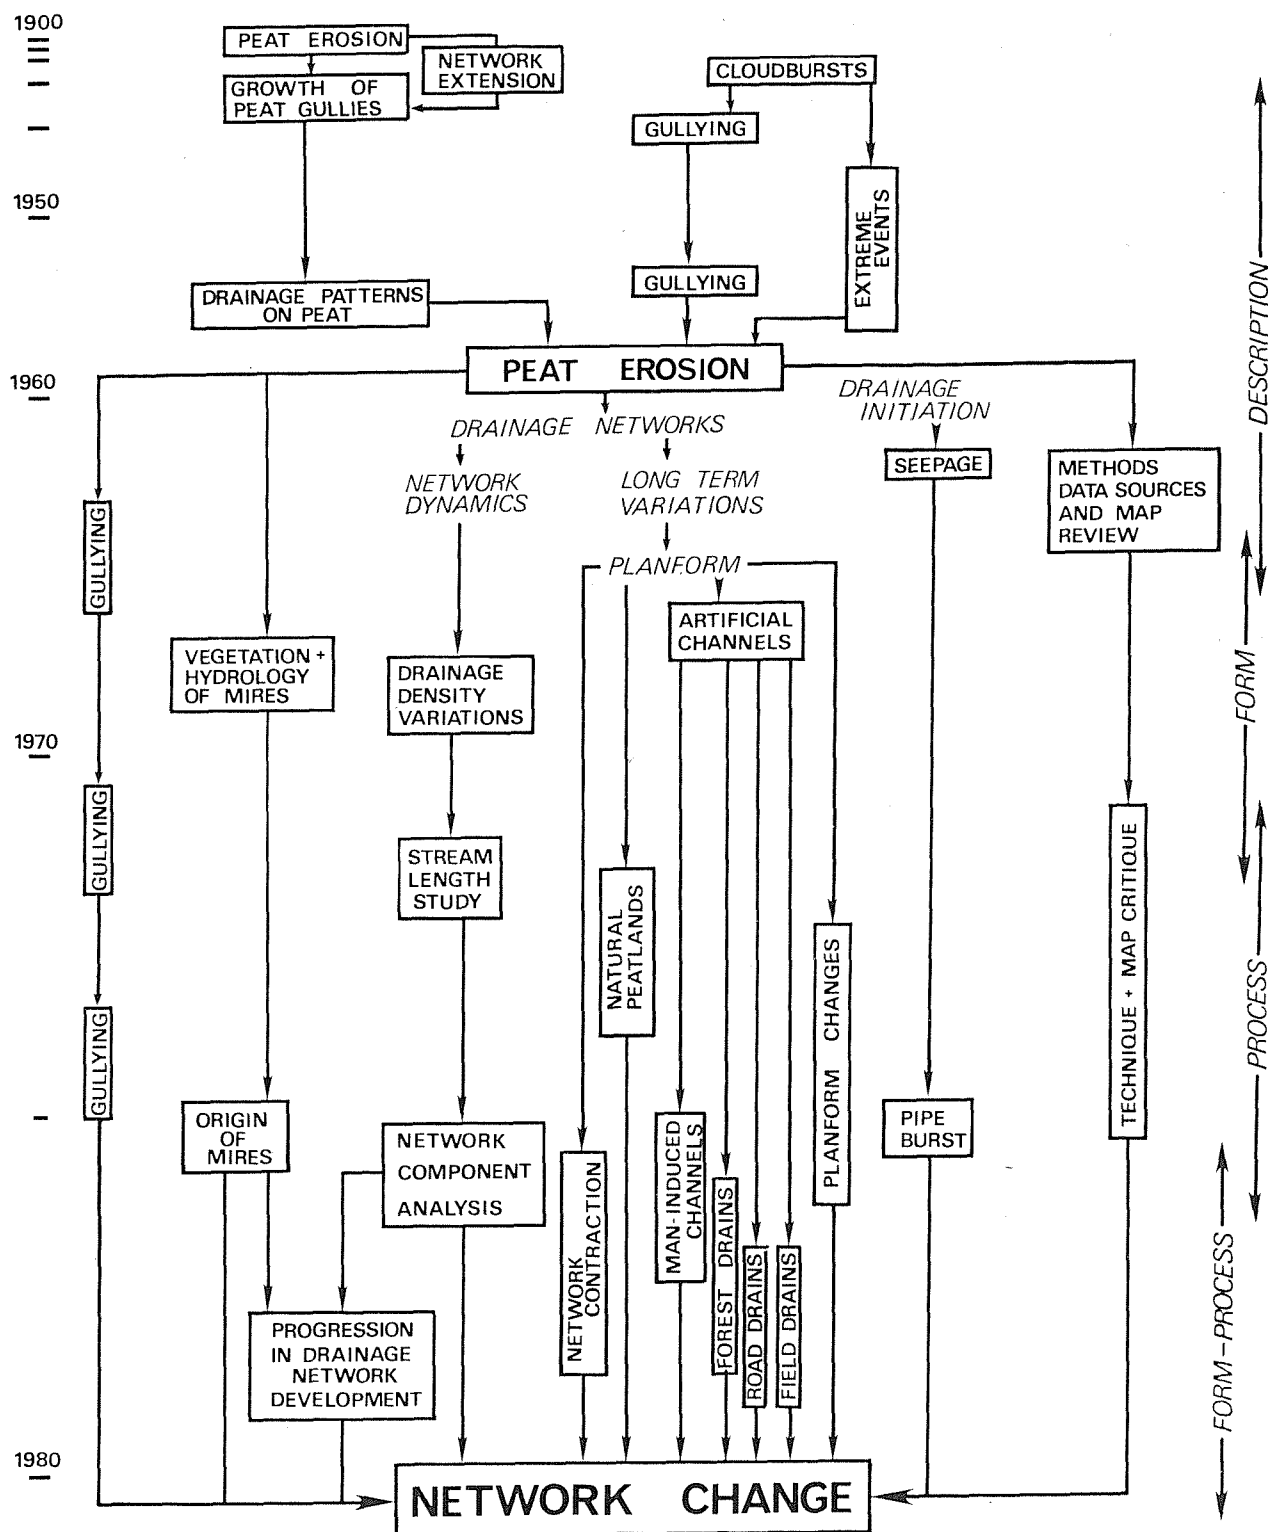 1900
PEAT EROSION
NETWORK
EXTENSION
GROWTH OF
PEAT GULLIES
CLOUDBURSTS
GULLYING
1950
EXTREME
EVENTS
GULLYING
DRAINAGE PATTERNS
ON PEAT
DESCRIPTION
PEAT EROSION
1960
DRAINAGE
INITIATION
DRAINAGE NETWORKS
SEEPAGE
METHODS
DATA SOURCES
AND MAP
REVIEW
NETWORK
DYNAMICS
LONG TERM
VARIATIONS
GULLYING
PLANFORM
ARTIFICIAL
CHANNELS
VEGETATION +
HYDROLOGY
OF MIRES
DRAINAGE
DENSITY
VARIATIONS
FORM
1970
GULLYING
STREAM
LENGTH
STUDY
NATURAL
PEATLANDS
PLANFORM CHANGES
TECHNIQUE + MAP CRITIQUE
PROCESS
GULLYING
ORIGIN
OF
MIRES
NETWORK
COMPONENT
ANALYSIS
PIPE
BURST
NETWORK
CONTRACTION
MAN-INDUCED
CHANNELS
FOREST DRAINS
ROAD DRAINS
FIELD DRAINS
FORM-PROCESS
PROGRESSION
IN DRAINAGE
NETWORK
DEVELOPMENT
1980
NETWORK CHANGE